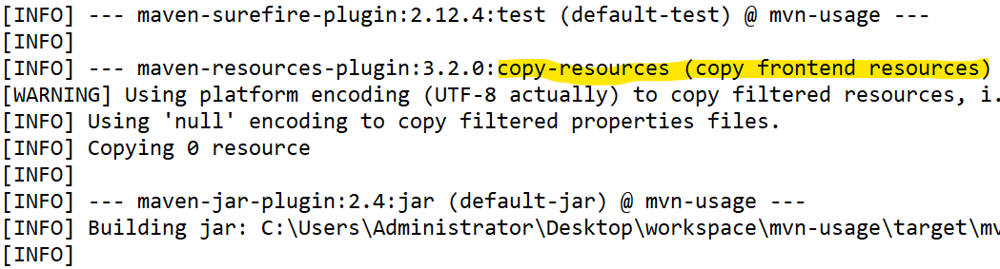 [INFO] --- maven-surefire-plugin:2.12.4:test (default-test) @ mvn-usage ---
[INFO]
[INFO] --- maven-resources-plugin:3.2.0:copy-resources (copy frontend resources)
[WARNING] Using platform encoding (UTF-8 actually) to copy filtered resources, i.
[INFO] Using 'null' encoding to copy filtered properties files.
[INFO] Copying 0 resource
[INFO]
[INFO] --- maven-jar-plugin:2.4:jar (default-jar) @ mvn-usage ---
[INFO] Building jar: C:\Users\Administrator\Desktop\workspace\mvn-usage\target\mv
[INFO]